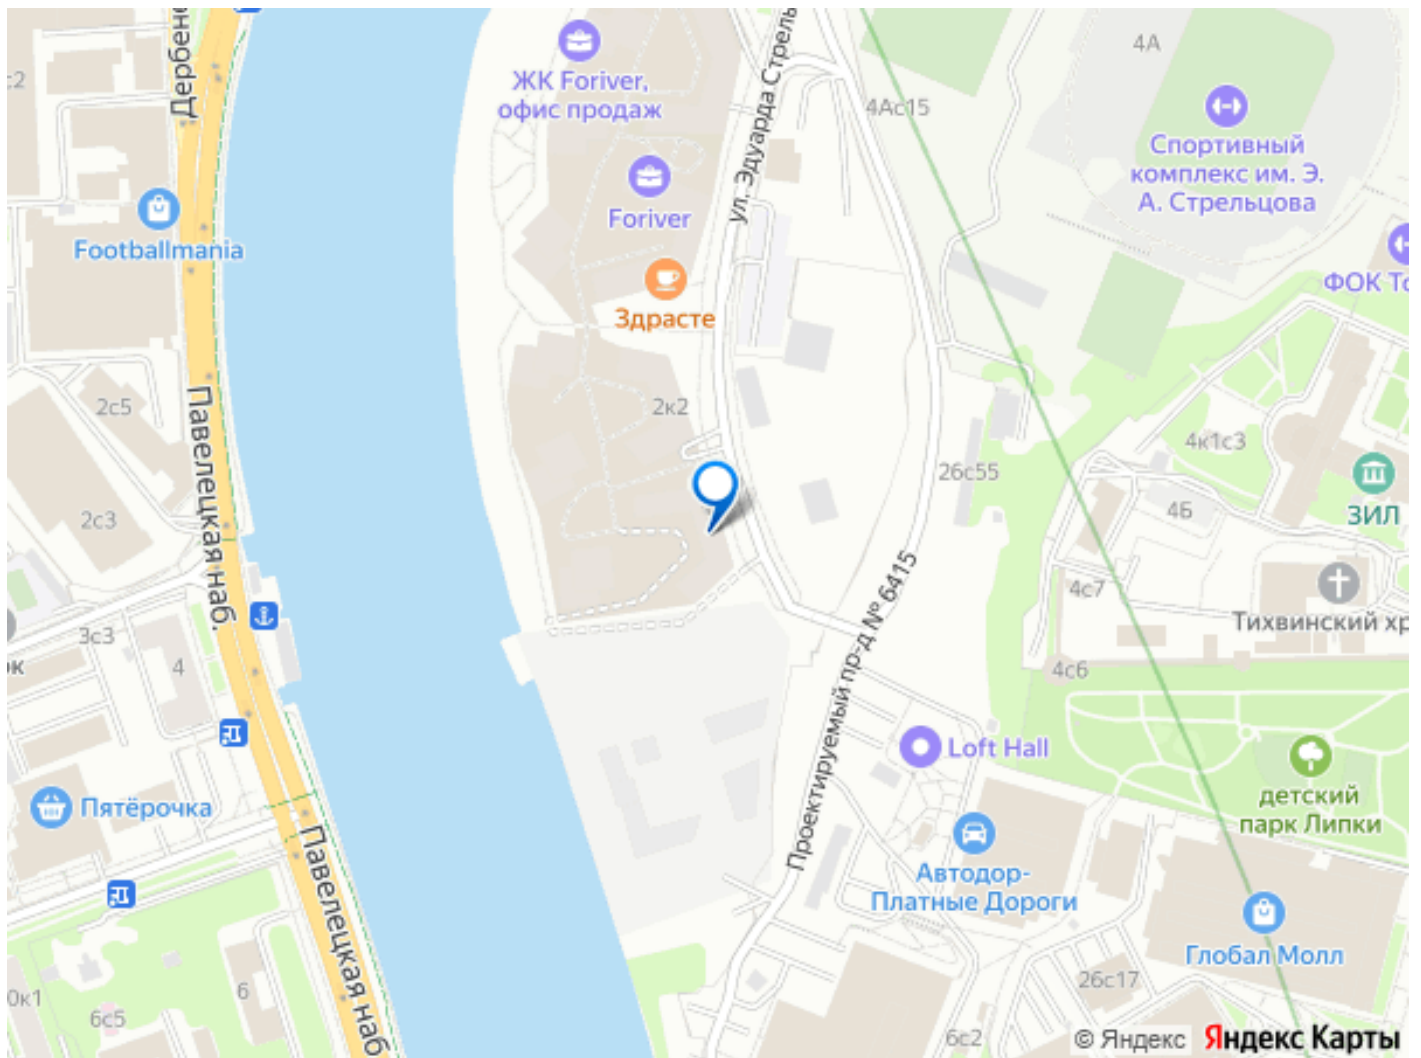 Дербен
с2
ЖК Foriver,
офис продаж
ул. Эдуарда Стрель
4А
4Ас15
Спортивный
комплекс им. Э.
А. Стрельцова
Foriver
Footballmania
ФОК То
Здрасте
2с5
Павелецкая наб.
2к2
4к1с3
26с55
2с3
4Б
ЗИЛ
4с7
Тихвинский хр
3с3
ок
4
4с6
Проектируемый пр-д № 6415
Loft Hall
Пятёрочка
детский
парк Липки
Автодор-
Платные Дороги
Павелецкая наб
Глобал Молл
26с17
0к1
6
6с5
6с2
© Яндекс Яндекс Карты